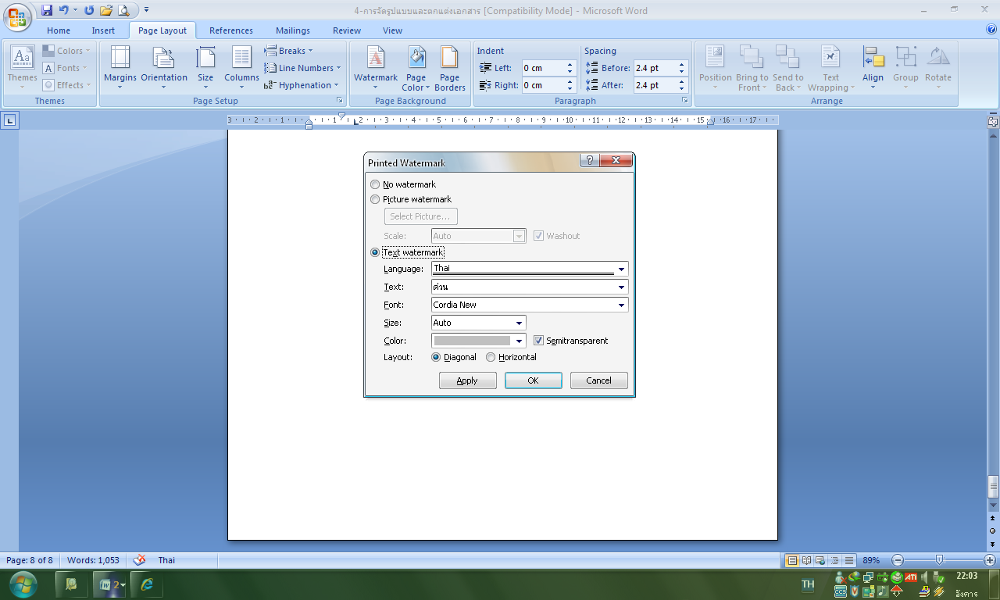 4-การจัดรูปแบบและตกแต่งเอกสาร [Compatibility Mode] - Microsoft Word
Home Insert Page Layout References Mailings Review View
Themes
Colors
Fonts
Effects
Themes
Margins
Orientation
Size
Columns
Breaks
Line Numbers
Hyphenation
Page Setup
Watermark
Page Color
Page Borders
Page Background
Indent
Left: 0 cm
Right: 0 cm
Spacing
Before: 2.4 pt
After: 2.4 pt
Paragraph
Position
Bring to Front
Send to Back
Text Wrapping
Align
Group
Rotate
Arrange
3 2 1 1 2 3 4 5 6 7 8 9 10 11 12 13 14 15 16 17
Printed Watermark
No watermark
Picture watermark
Select Picture...
Scale: Auto Washout
Text watermark
Language: Thai
Text: ด่วน
Font: Cordia New
Size: Auto
Color: Semitransparent
Layout: Diagonal Horizontal
Apply OK Cancel
Page: 8 of 8 Words: 1,053 Thai 89%
2 TH ATI 22:03
CCE อังคาร